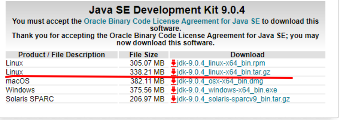 Java SE Development Kit 9.0.4
You must accept the Oracle Binary Code License Agreement for Java SE to download this
software.
Thank you for accepting the Oracle Binary Code License Agreement for Java SE; you may
now download this software.
Product / File Description File Size Download
Linux 305.07 MB jdk-9.0.4_linux-x64_bin.rpm
Linux 338.21 MB jdk-9.0.4_linux-x64_bin.tar.gz
macOS 382.11 MB jdk-9.0.4_osx-x64_bin.dmg
Windows 375.56 MB jdk-9.0.4_windows-x64_bin.exe
Solaris SPARC 206.97 MB jdk-9.0.4_solaris-sparcv9_bin.tar.gz